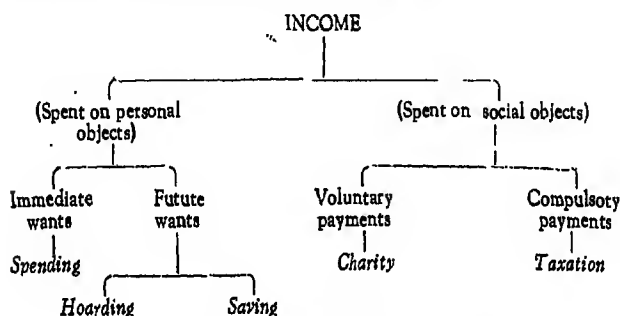 INCOME
(Spent on personal
objects)
(Spent on social objects)
Immediate
wants
Futute
wants
Voluntary
payments
Compulsoty
payments
Spending
Charity
Taxation
Hoarding
Saving